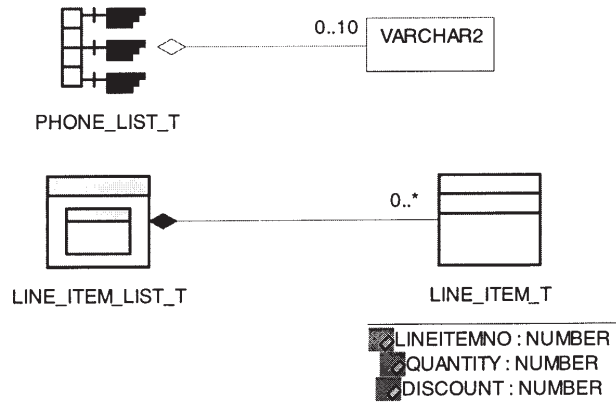 0..10
VARCHAR2
PHONE_LIST_T
0..*
LINE_ITEM_LIST_T
LINE_ITEM_T
LINEITEMNO : NUMBER
QUANTITY : NUMBER
DISCOUNT : NUMBER